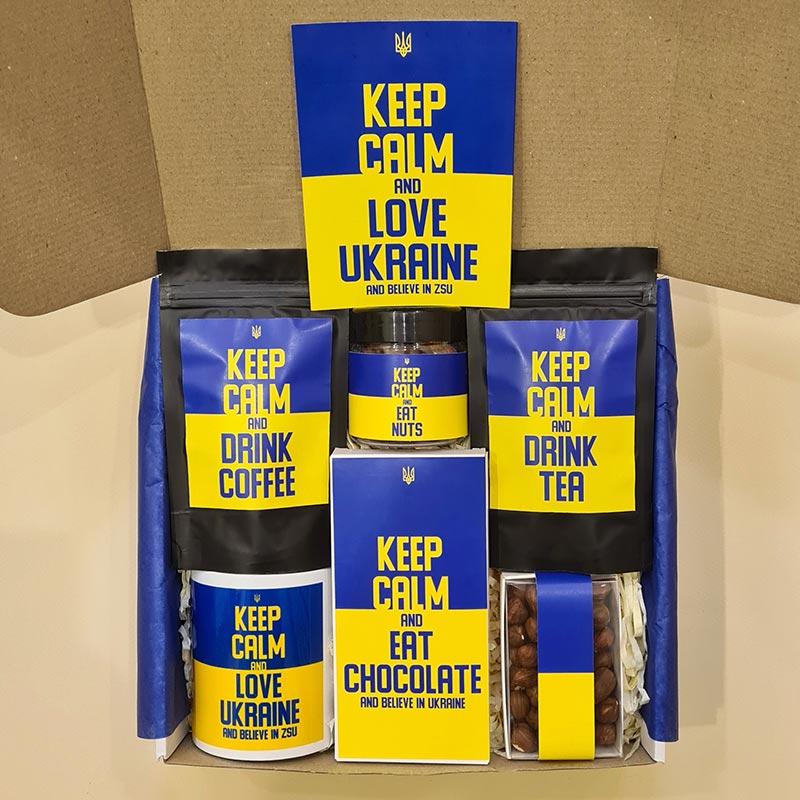 KEEP
CALM
AND
LOVE
UKRAINE
AND BELIEVE IN ZSU
KEEP
CALM
AND
DRINK
COFFEE
KEEP
CALM
AND
EAT
NUTS
KEEP
CALM
AND
DRINK
TEA
KEEP
CALM
AND
LOVE
UKRAINE
AND BELIEVE IN ZSU
KEEP
CALM
AND
EAT
CHOCOLATE
AND BELIEVE IN UKRAINE